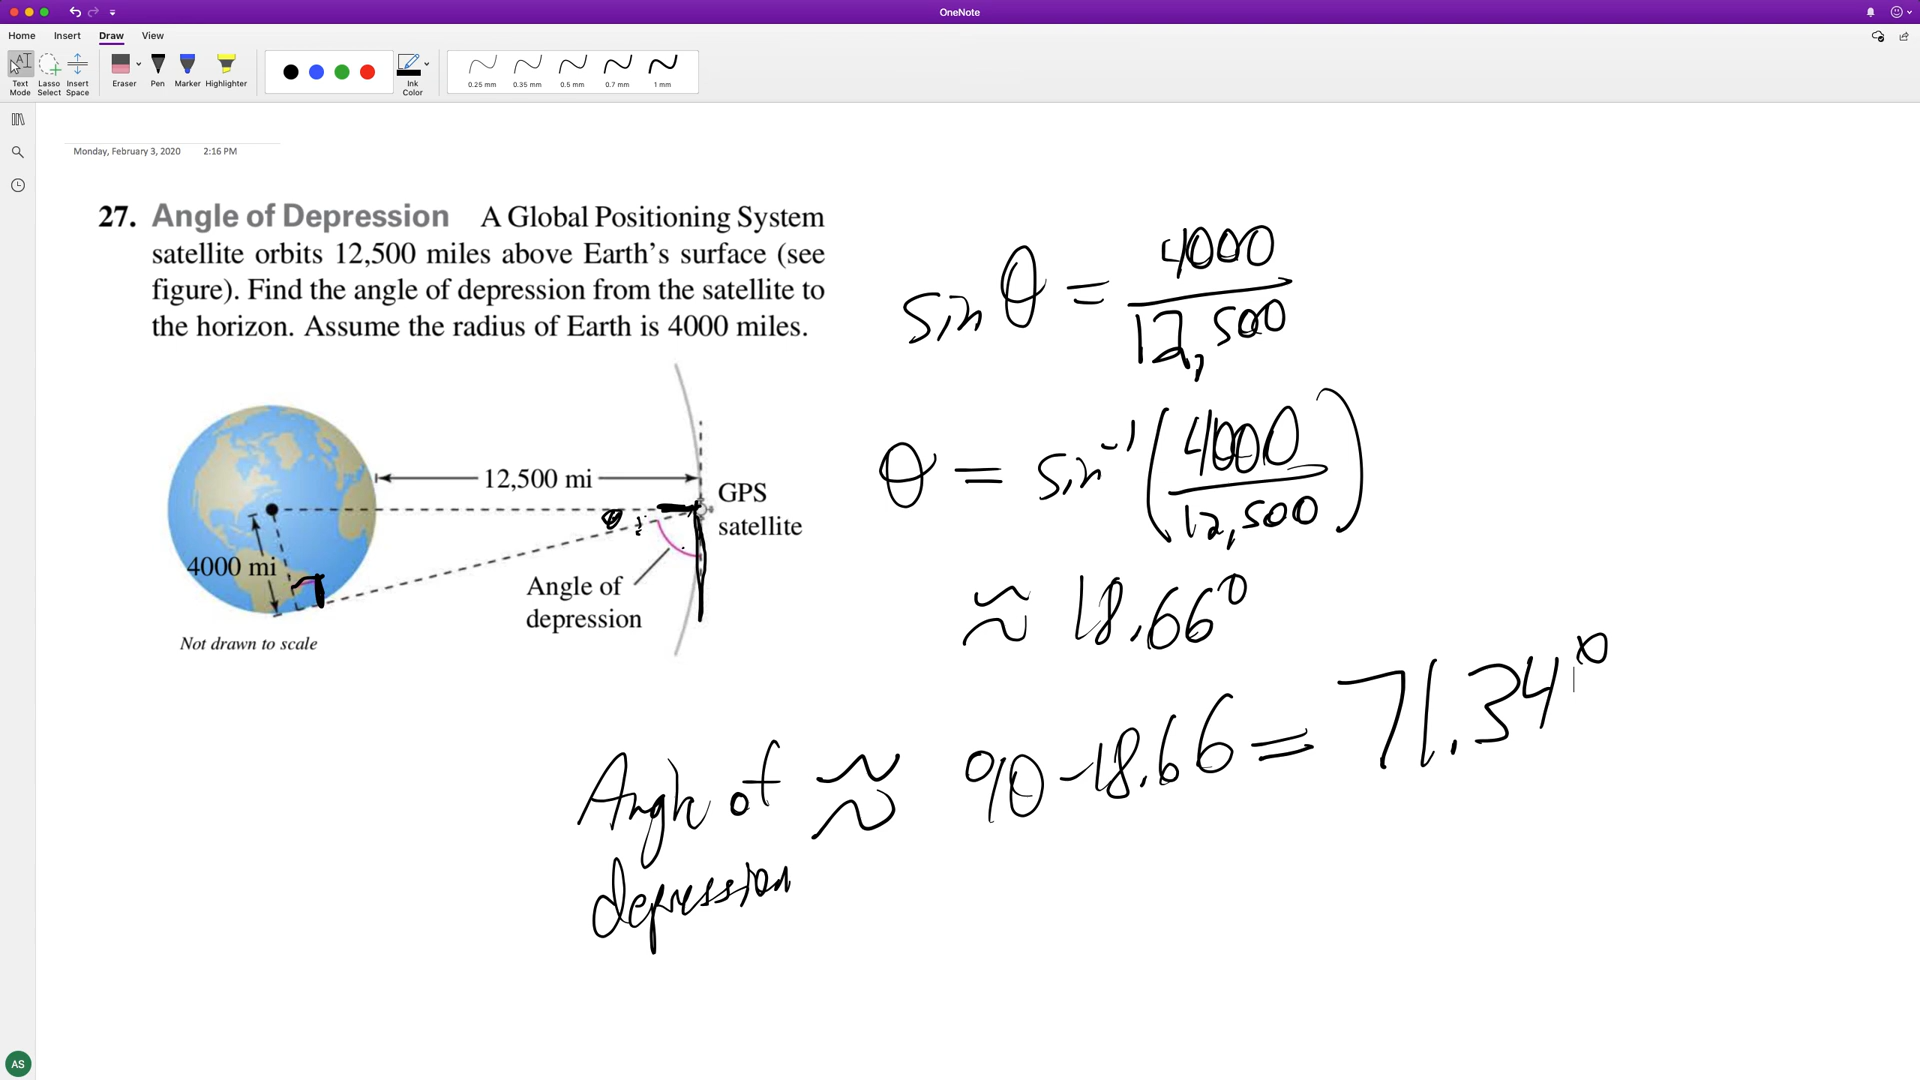 OneNote
Home Insert Draw View
Text Mode
Lasso Select
Insert Space
Eraser
Pen
Marker
Highlighter
Ink Color
0.25 mm
0.35 mm
0.5 mm
0.7 mm
1 mm
Monday, February 3, 2020 2:16 PM
27. Angle of Depression A Global Positioning System
satellite orbits 12,500 miles above Earth's surface (see
figure). Find the angle of depression from the satellite to
the horizon. Assume the radius of Earth is 4000 miles.
12,500 mi
GPS
satellite
θ
4000 mi
Angle of
depression
Not drawn to scale
sin θ = 4000/12,500
θ = sin⁻¹(4000/12,500)
≈ 18.66°
Angle of ≈ 90-18.66 = 71.34°
depression
AS